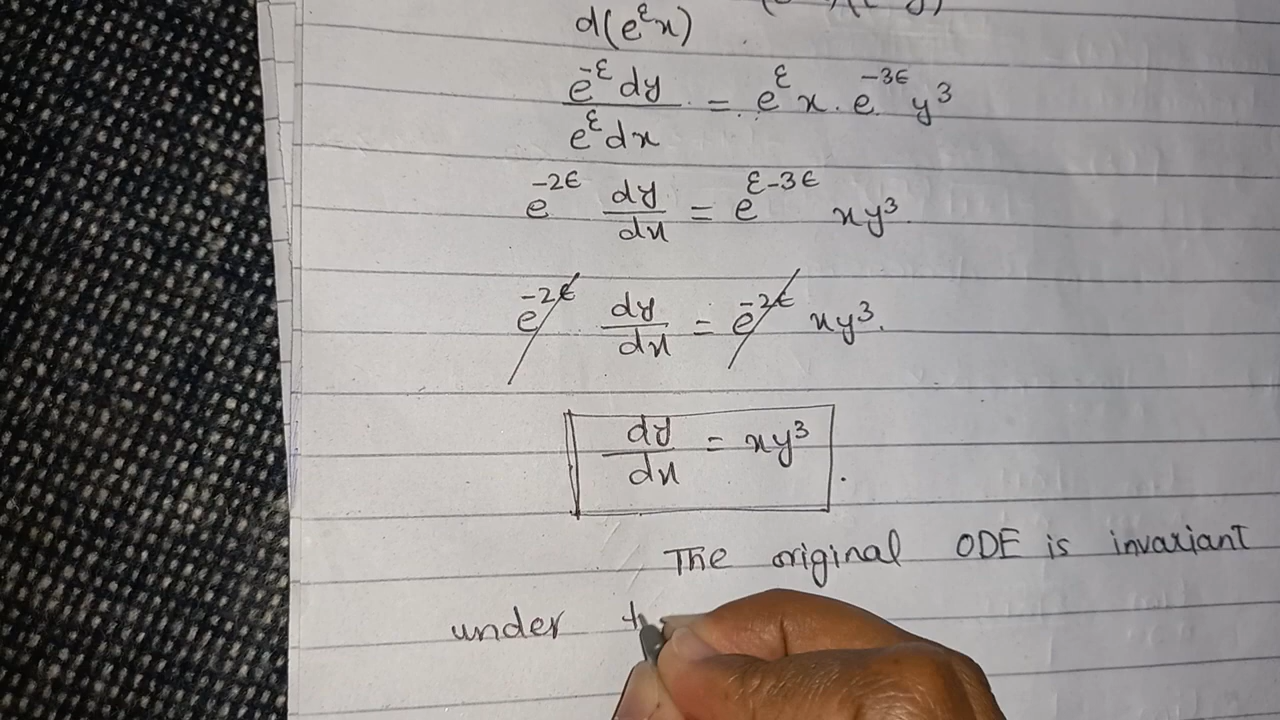 d(e^ε x)
e^-ε dy / e^ε dx = e^ε x . e^-3ε y^3
e^-2ε dy/dx = e^ε-3ε xy^3.
e^-2ε dy/dx = e^-2ε xy^3.
dy/dx = xy^3.
The original ODE is invariant
under